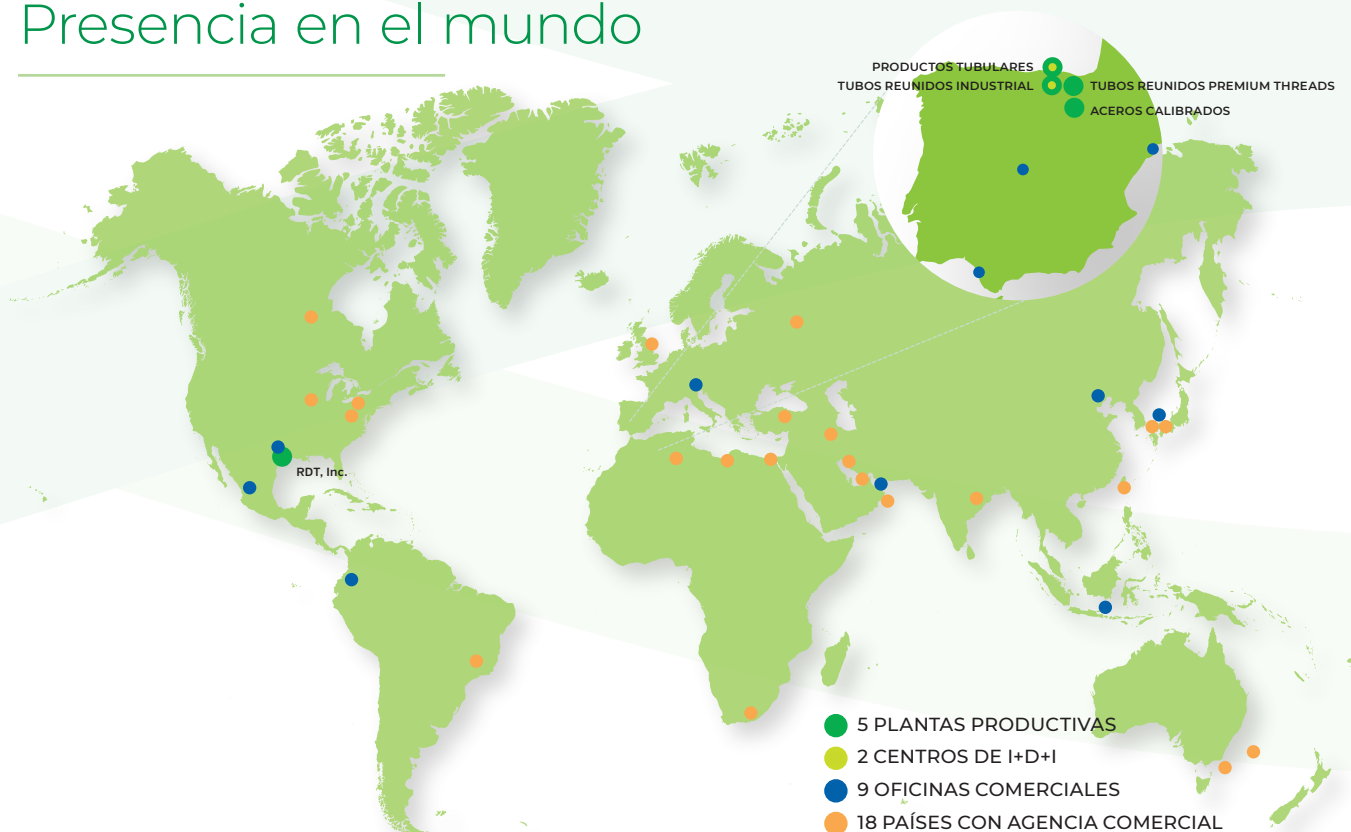 Presencia en el mundo
PRODUCTOS TUBULARES
TUBOS REUNIDOS INDUSTRIAL
TUBOS REUNIDOS PREMIUM THREADS
ACEROS CALIBRADOS
RDT, Inc.
5 PLANTAS PRODUCTIVAS
2 CENTROS DE I+D+I
9 OFICINAS COMERCIALES
18 PAÍSES CON AGENCIA COMERCIAL